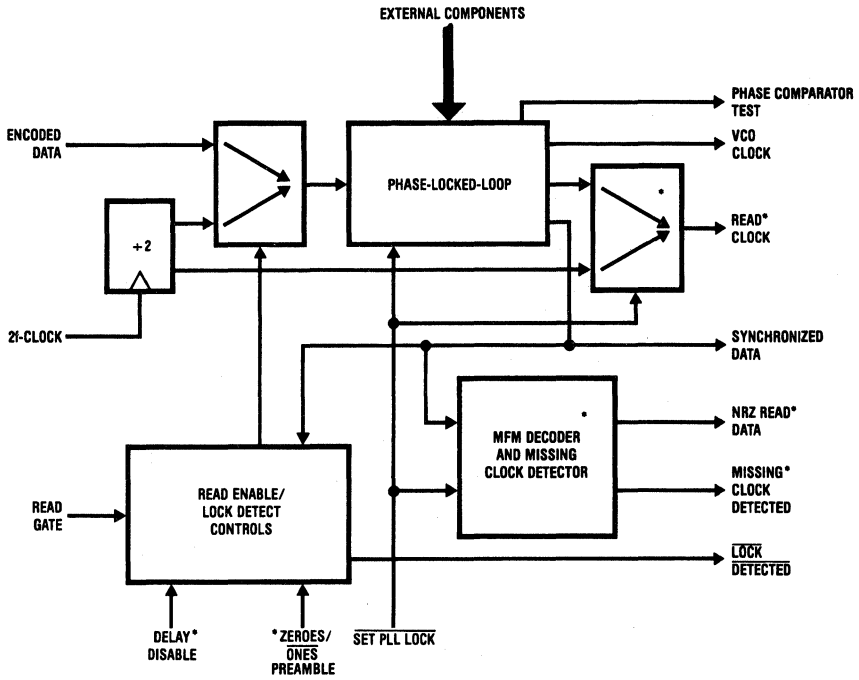 EXTERNAL COMPONENTS
PHASE COMPARATOR
TEST
VCO
CLOCK
ENCODED
DATA
PHASE-LOCKED-LOOP
*
READ*
CLOCK
÷2
2f-CLOCK
SYNCHRONIZED
DATA
*
MFM DECODER
AND MISSING
CLOCK DETECTOR
NRZ READ*
DATA
MISSING*
CLOCK
DETECTED
READ ENABLE/
LOCK DETECT
CONTROLS
READ
GATE
LOCK
DETECTED
DELAY*
DISABLE
*ZEROES/
ONES
PREAMBLE
SET PLL LOCK